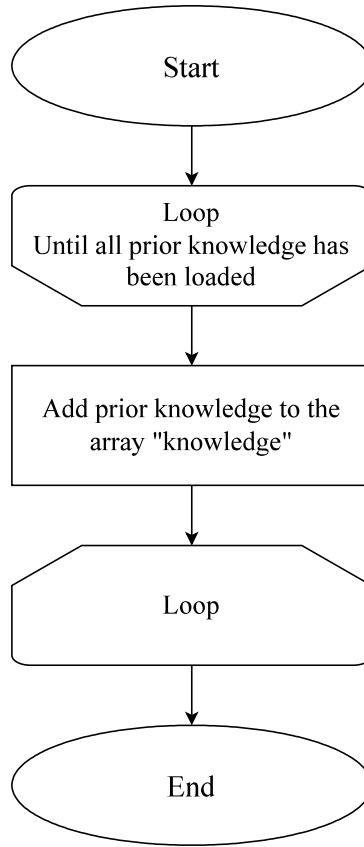 Start
Loop
Until all prior knowledge has
been loaded
Add prior knowledge to the
array "knowledge"
Loop
End